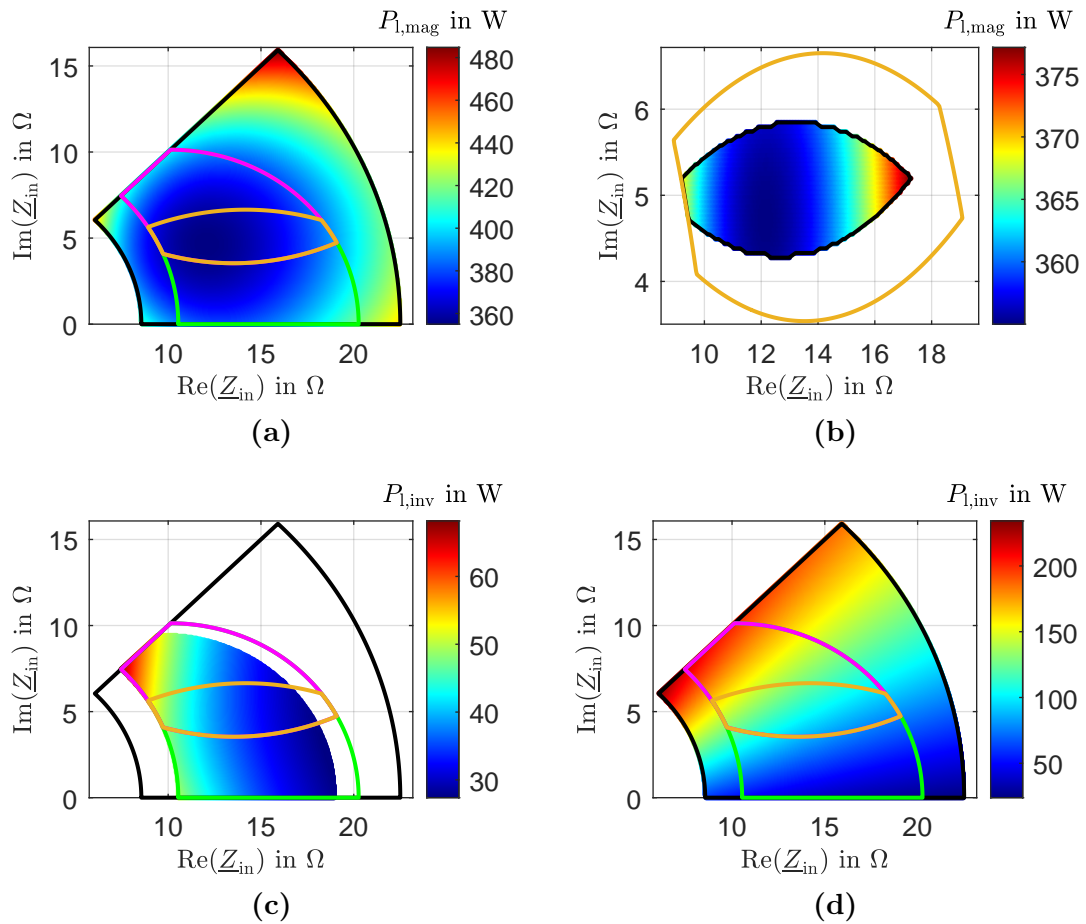 P_l,mag in W
Im(Z_in) in Ω
15
10
5
0
10 15 20
Re(Z_in) in Ω
480
460
440
420
400
380
360
(a)
P_l,mag in W
Im(Z_in) in Ω
6
5
4
10 12 14 16 18
Re(Z_in) in Ω
375
370
365
360
(b)
P_l,inv in W
Im(Z_in) in Ω
15
10
5
0
10 15 20
Re(Z_in) in Ω
60
50
40
30
(c)
P_l,inv in W
Im(Z_in) in Ω
15
10
5
0
10 15 20
Re(Z_in) in Ω
200
150
100
50
(d)